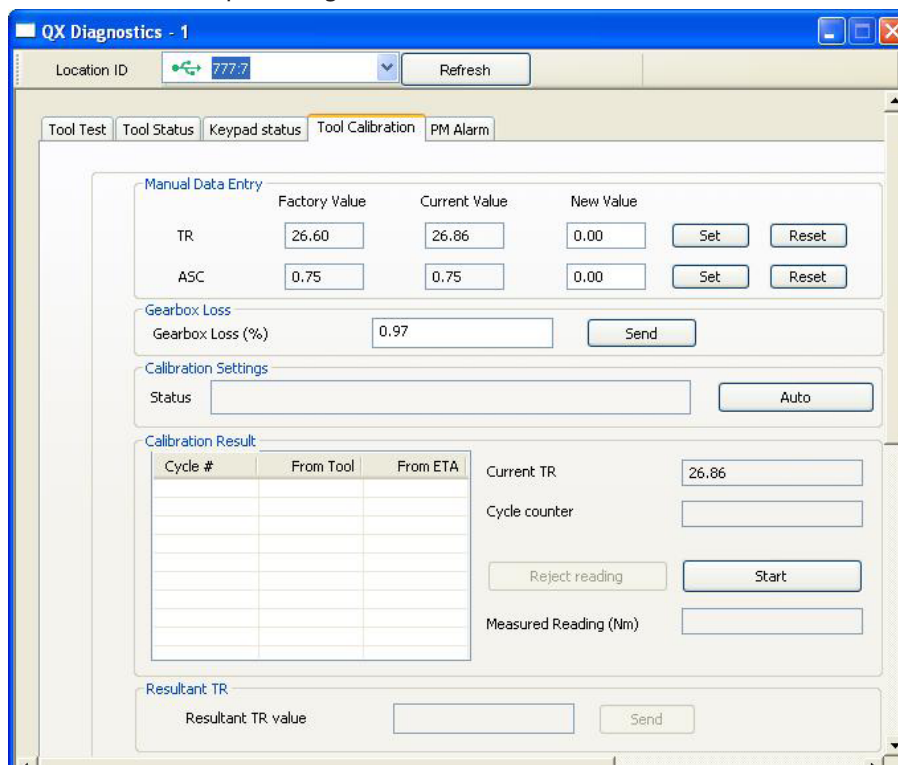 QX Diagnostics - 1
Location ID 777:7 Refresh
Tool Test Tool Status Keypad status Tool Calibration PM Alarm
Manual Data Entry
Factory Value Current Value New Value
TR 26.60 26.86 0.00 Set Reset
ASC 0.75 0.75 0.00 Set Reset
Gearbox Loss
Gearbox Loss (%) 0.97 Send
Calibration Settings
Status Auto
Calibration Result
Cycle # From Tool From ETA
Current TR 26.86
Cycle counter
Reject reading Start
Measured Reading (Nm)
Resultant TR
Resultant TR value Send